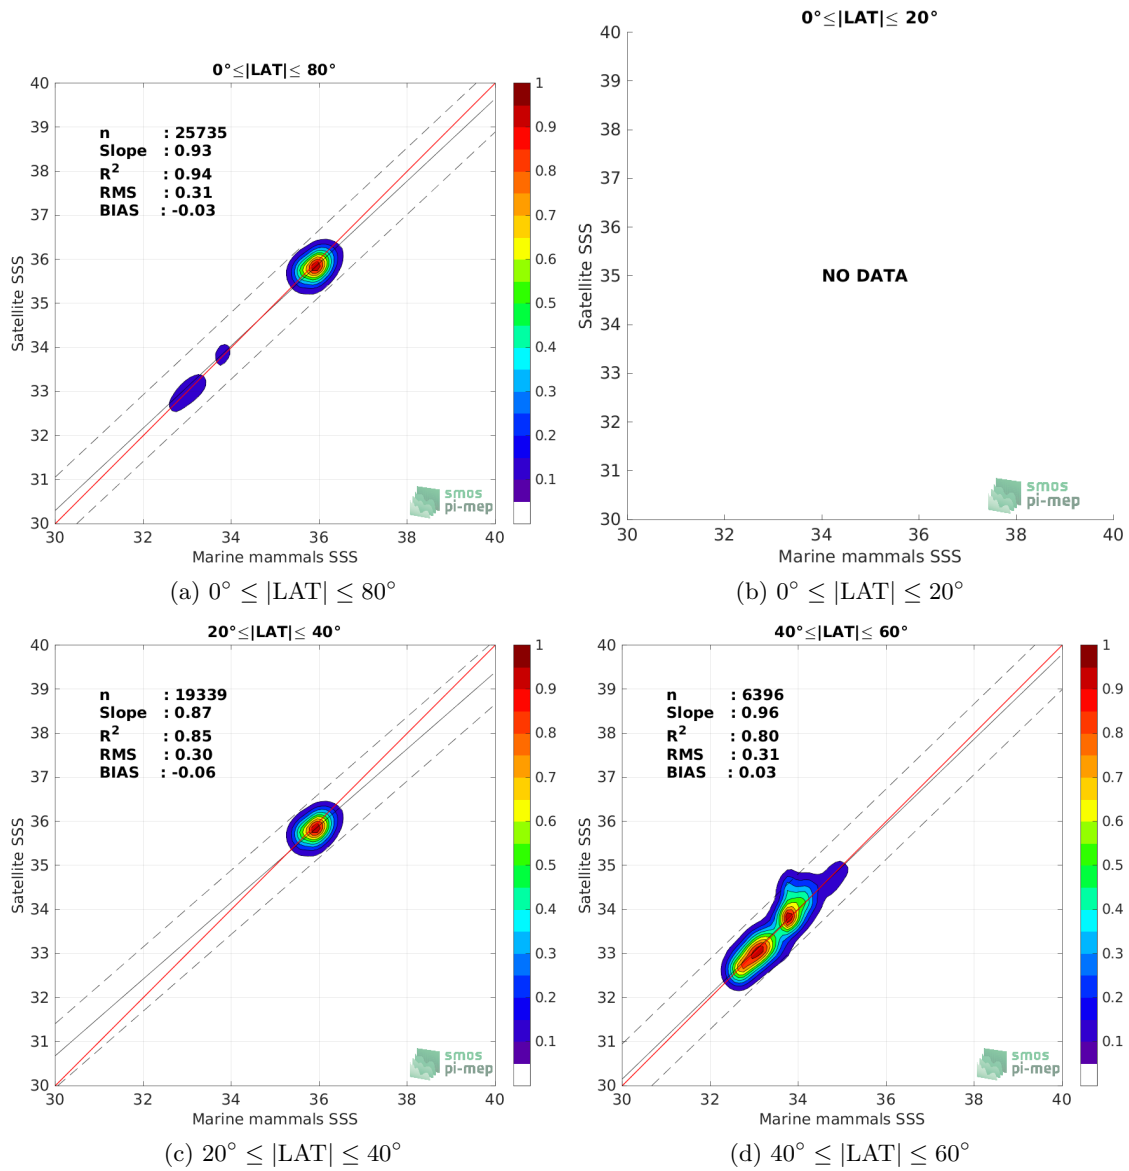 0°≤|LAT|≤ 80°
n : 25735
Slope : 0.93
R² : 0.94
RMS : 0.31
BIAS : -0.03
40
39
38
37
36
35
34
33
32
31
30
30 32 34 36 38 40
Satellite SSS
Marine mammals SSS
1
0.9
0.8
0.7
0.6
0.5
0.4
0.3
0.2
0.1
smos
pi-mep
(a) 0° ≤ |LAT| ≤ 80°
0°≤|LAT|≤ 20°
40
39
38
37
36
35
34
33
32
31
30
30 32 34 36 38 40
Satellite SSS
NO DATA
Marine mammals SSS
smos
pi-mep
(b) 0° ≤ |LAT| ≤ 20°
20°≤|LAT|≤ 40°
n : 19339
Slope : 0.87
R² : 0.85
RMS : 0.30
BIAS : -0.06
40
39
38
37
36
35
34
33
32
31
30
30 32 34 36 38 40
Satellite SSS
Marine mammals SSS
1
0.9
0.8
0.7
0.6
0.5
0.4
0.3
0.2
0.1
smos
pi-mep
(c) 20° ≤ |LAT| ≤ 40°
40°≤|LAT|≤ 60°
n : 6396
Slope : 0.96
R² : 0.80
RMS : 0.31
BIAS : 0.03
40
39
38
37
36
35
34
33
32
31
30
30 32 34 36 38 40
Satellite SSS
Marine mammals SSS
1
0.9
0.8
0.7
0.6
0.5
0.4
0.3
0.2
0.1
smos
pi-mep
(d) 40° ≤ |LAT| ≤ 60°